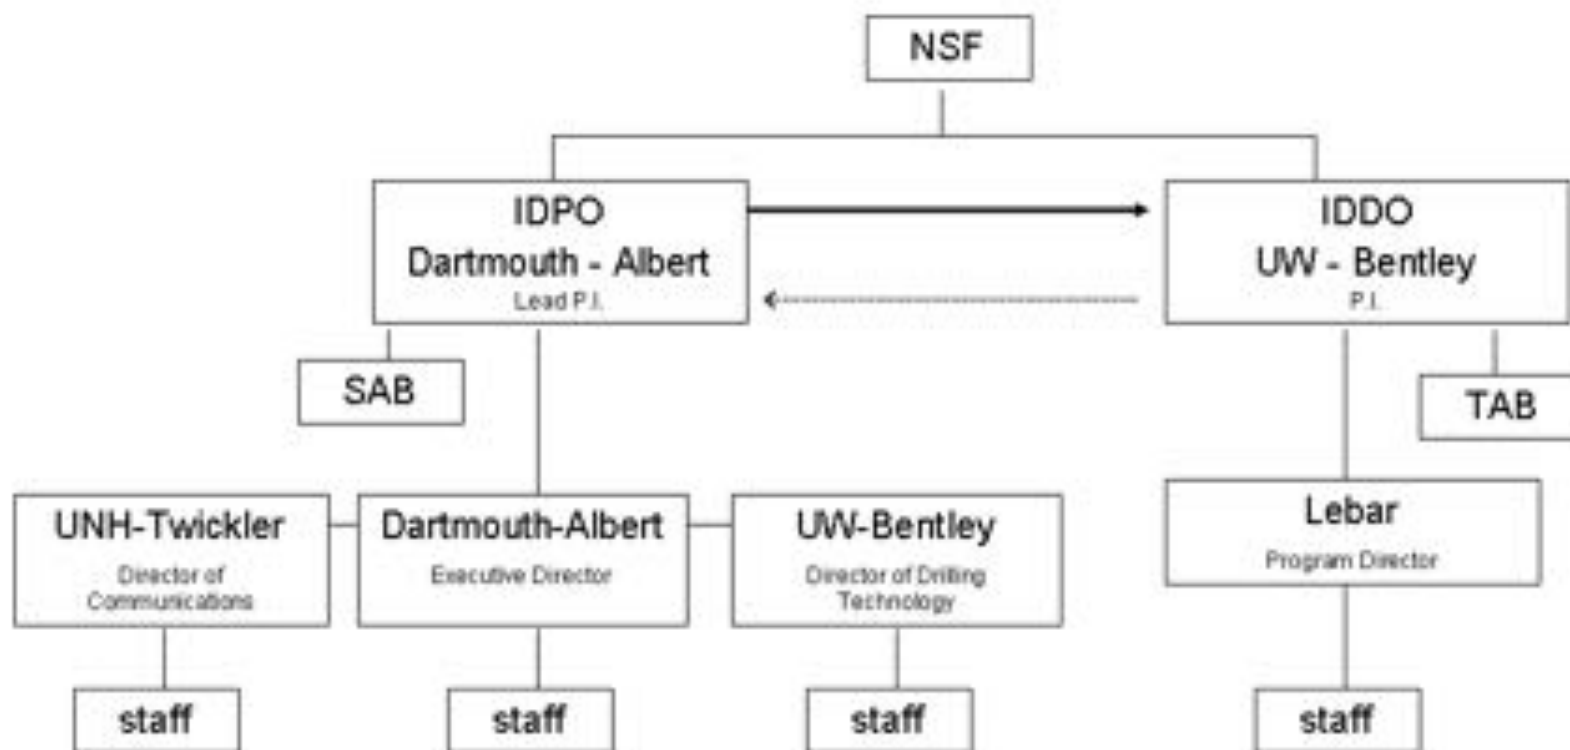 NSF
IDPO
Dartmouth - Albert
Lead P.I.
IDDO
UW - Bentley
P.I.
SAB
TAB
UNH-Twickler
Director of
Communications
Dartmouth-Albert
Executive Director
UW-Bentley
Director of Drilling
Technology
Lebar
Program Director
staff
staff
staff
staff